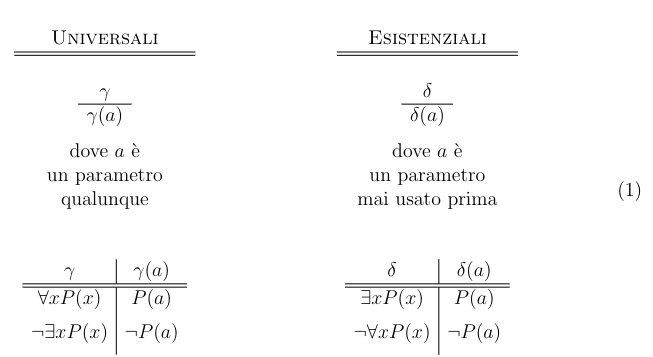 UNIVERSALI
γ
γ(a)
dove a è
un parametro
qualunque
γ γ(a)
∀xP(x) P(a)
¬∃xP(x) ¬P(a)
ESISTENZIALI
δ
δ(a)
dove a è
un parametro
mai usato prima
δ δ(a)
∃xP(x) P(a)
¬∀xP(x) ¬P(a)
(1)